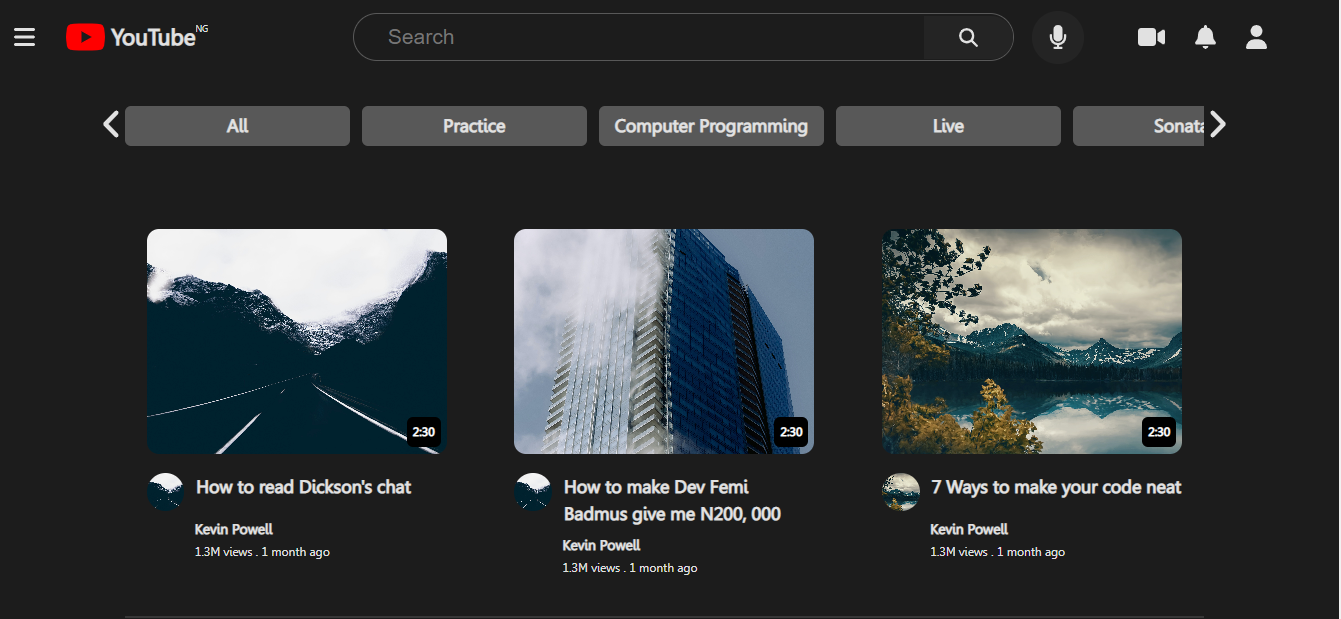 YouTube NG
Search
All
Practice
Computer Programming
Live
Sonata
2:30
2:30
2:30
How to read Dickson's chat
Kevin Powell
1.3M views . 1 month ago
How to make Dev Femi
Badmus give me N200, 000
Kevin Powell
1.3M views . 1 month ago
7 Ways to make your code neat
Kevin Powell
1.3M views . 1 month ago